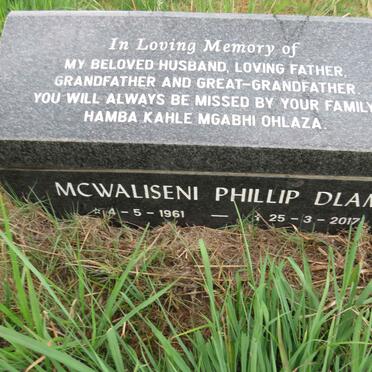 In Loving Memory of
MY BELOVED HUSBAND, LOVING FATHER,
GRANDFATHER AND GREAT-GRANDFATHER.
YOU WILL ALWAYS BE MISSED BY YOUR FAMILY
HAMBA KAHLE MGABHI OHLAZA.
MCWALISENI PHILLIP DLAM
4-5-1961 — 25-3-2017